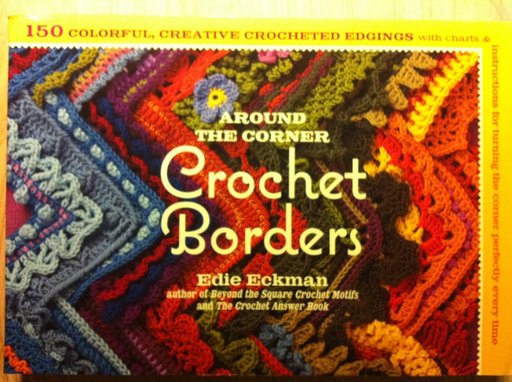 150 COLORFUL, CREATIVE CROCHETED EDGINGS with charts &
instructions for turning the corner perfectly every time
AROUND
THE CORNER
Crochet
Borders
Edie Eckman
author of Beyond the Square Crochet Motifs
and The Crochet Answer Book